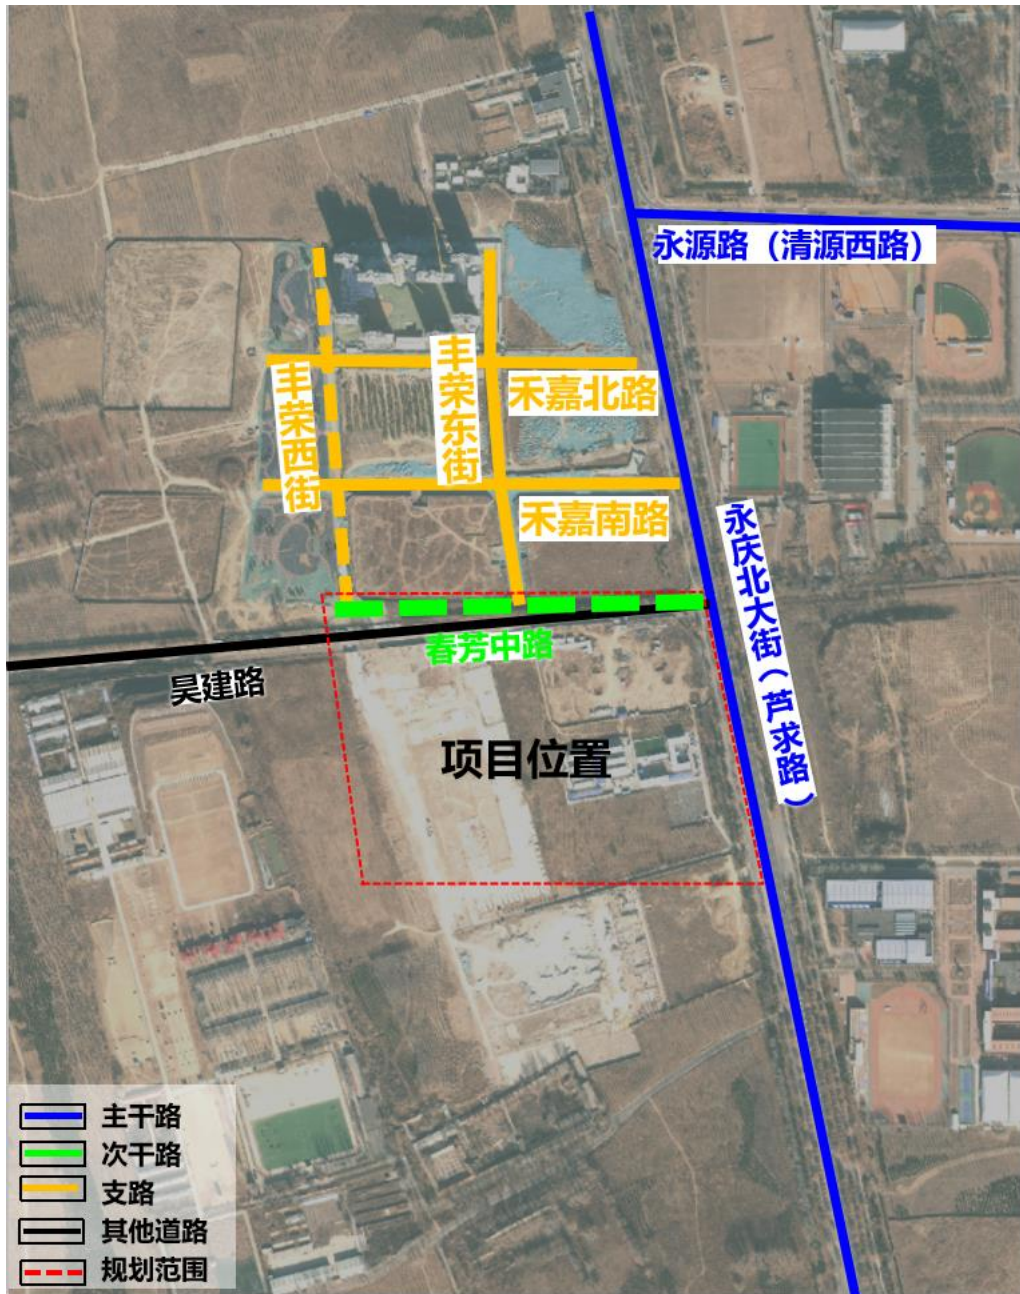 永源路（清源西路）
丰荣西街
丰荣东街
禾嘉北路
禾嘉南路
永庆北大街（芦求路）
春芳中路
昊建路
项目位置
主干路
次干路
支路
其他道路
规划范围